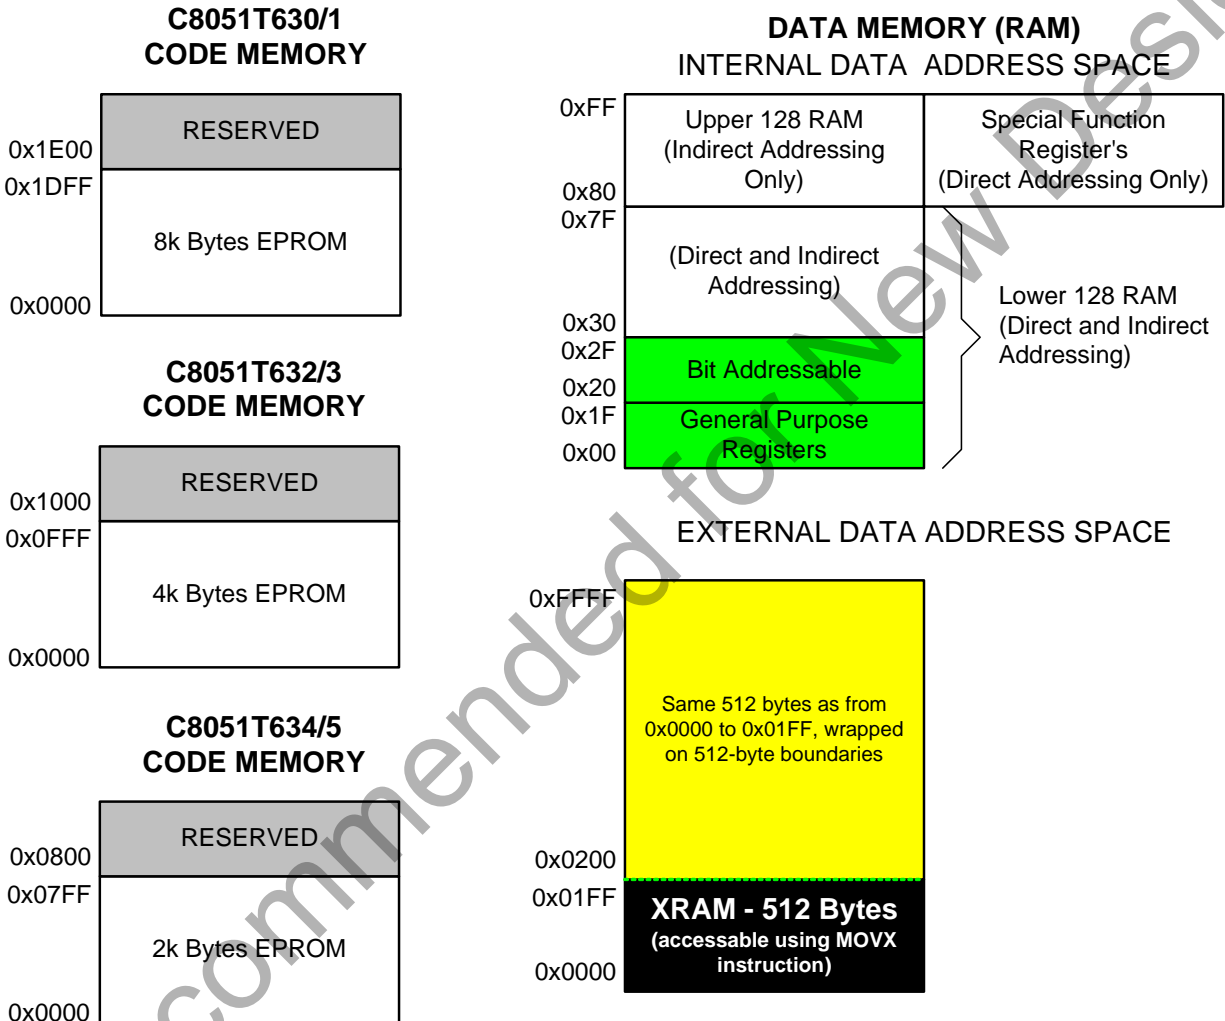 C8051T630/1
CODE MEMORY
RESERVED
0x1E00
0x1DFF
8k Bytes EPROM
0x0000
C8051T632/3
CODE MEMORY
RESERVED
0x1000
0x0FFF
4k Bytes EPROM
0x0000
C8051T634/5
CODE MEMORY
RESERVED
0x0800
0x07FF
2k Bytes EPROM
0x0000
DATA MEMORY (RAM)
INTERNAL DATA ADDRESS SPACE
0xFF
Upper 128 RAM
(Indirect Addressing
Only)
0x80
Special Function
Register's
(Direct Addressing Only)
0x7F
(Direct and Indirect
Addressing)
0x30
Lower 128 RAM
(Direct and Indirect
Addressing)
0x2F
Bit Addressable
0x20
0x1F
General Purpose
Registers
0x00
EXTERNAL DATA ADDRESS SPACE
0xFFFF
Same 512 bytes as from
0x0000 to 0x01FF, wrapped
on 512-byte boundaries
0x0200
0x01FF
XRAM - 512 Bytes
(accessable using MOVX
instruction)
0x0000
commended for New Desi